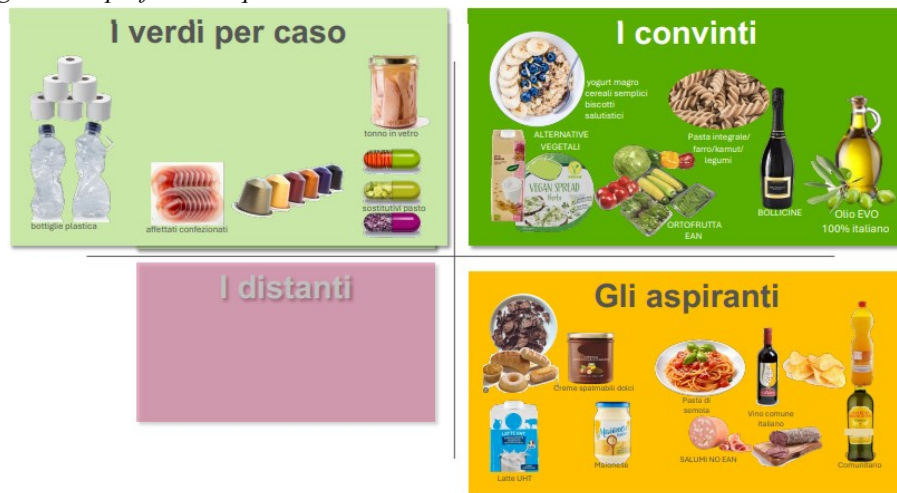 I verdi per caso
tonno in vetro
sostitutivi pasto
affettati confezionati
bottiglie plastica
I convinti
yogurt magro
cereali semplici
biscotti
salutistici
ALTERNATIVE
VEGETALI
VEGAN SPREAD
Pasta integrale/
farro/kamut/
legumi
ORTOFRUTTA
EAN
BOLLICINE
Olio EVO
100% italiano
I distanti
Gli aspiranti
Creme spalmabili dolci
LATTE UHT
Latte UHT
Maionese
Pasta di
semola
Vino comune
italiano
SALUMI NO EAN
Comunitario